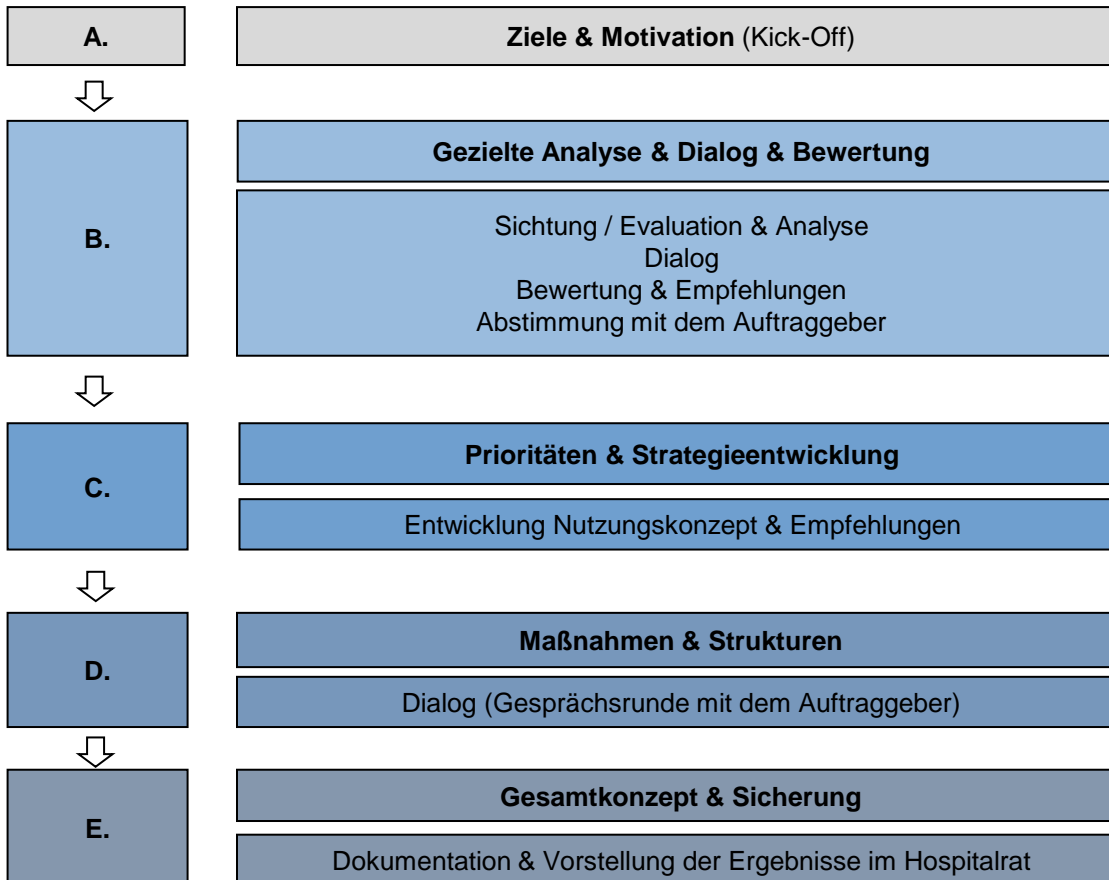 A.
Ziele & Motivation (Kick-Off)
B.
Gezielte Analyse & Dialog & Bewertung
Sichtung / Evaluation & Analyse
Dialog
Bewertung & Empfehlungen
Abstimmung mit dem Auftraggeber
C.
Prioritäten & Strategieentwicklung
Entwicklung Nutzungskonzept & Empfehlungen
D.
Maßnahmen & Strukturen
Dialog (Gesprächsrunde mit dem Auftraggeber)
E.
Gesamtkonzept & Sicherung
Dokumentation & Vorstellung der Ergebnisse im Hospitalrat